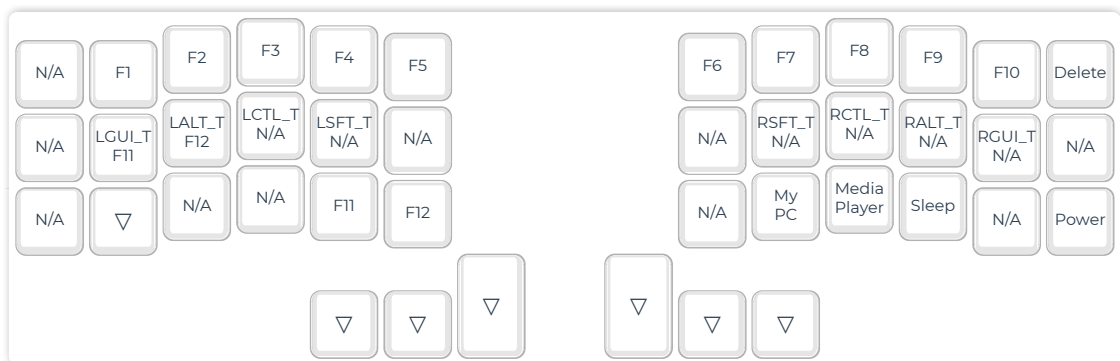 N/A F1 F2 F3 F4 F5 F6 F7 F8 F9 F10 Delete
N/A LGUI_T F11 LALT_T F12 LCTL_T N/A LSFT_T N/A N/A N/A RSFT_T N/A RCTL_T N/A RALT_T N/A RGUI_T N/A N/A
N/A ▽ N/A N/A F11 F12 N/A My PC Media Player Sleep N/A Power
▽ ▽ ▽ ▽ ▽ ▽